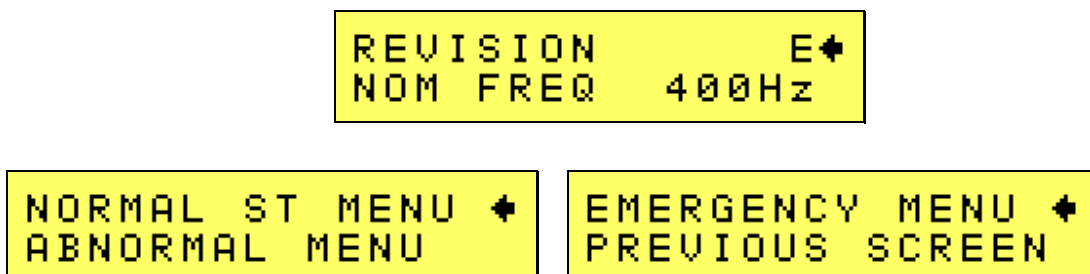 REVISION E←
NOM FREQ 400Hz
NORMAL ST MENU ←
ABNORMAL MENU
EMERGENCY MENU ←
PREVIOUS SCREEN